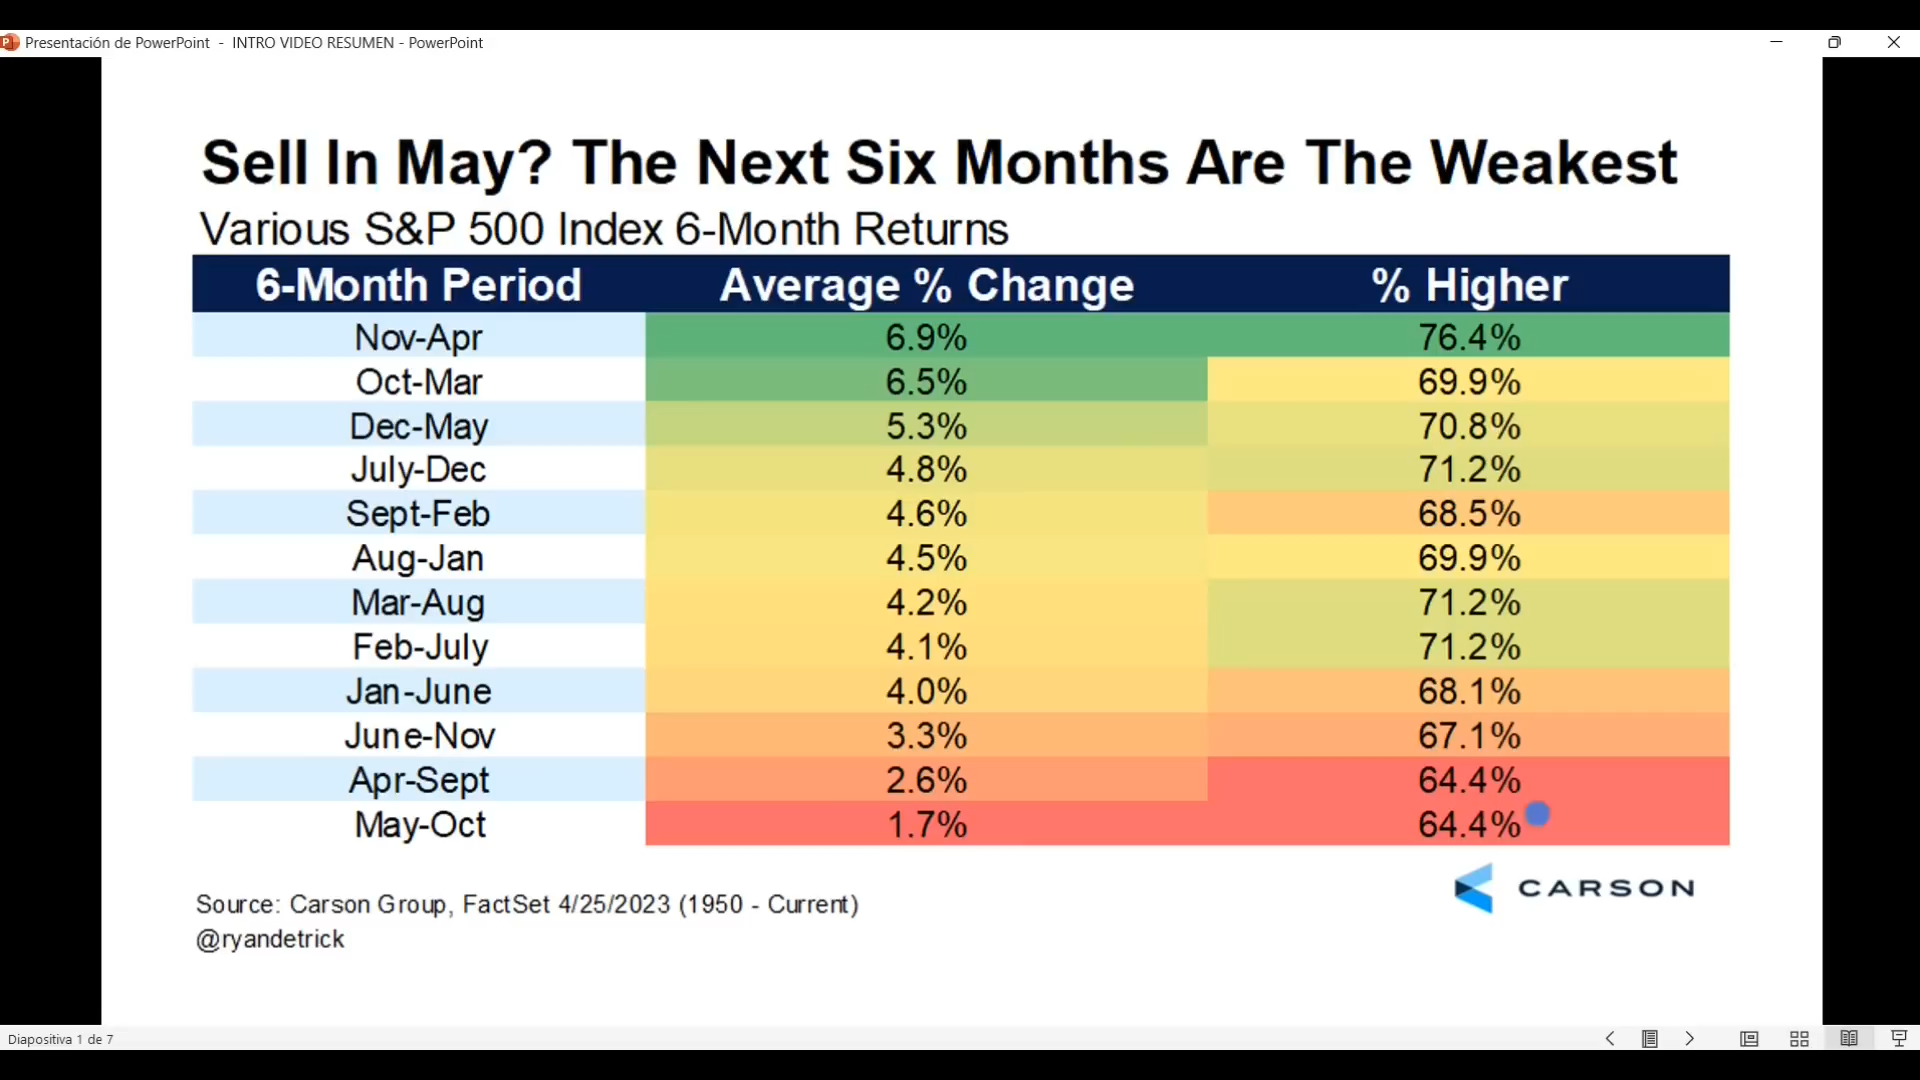 Presentación de PowerPoint - INTRO VIDEO RESUMEN - PowerPoint
Sell In May? The Next Six Months Are The Weakest
Various S&P 500 Index 6-Month Returns
6-Month Period Average % Change % Higher
Nov-Apr 6.9% 76.4%
Oct-Mar 6.5% 69.9%
Dec-May 5.3% 70.8%
July-Dec 4.8% 71.2%
Sept-Feb 4.6% 68.5%
Aug-Jan 4.5% 69.9%
Mar-Aug 4.2% 71.2%
Feb-July 4.1% 71.2%
Jan-June 4.0% 68.1%
June-Nov 3.3% 67.1%
Apr-Sept 2.6% 64.4%
May-Oct 1.7% 64.4%
CARSON
Source: Carson Group, FactSet 4/25/2023 (1950 - Current)
@ryandetrick
Diapositiva 1 de 7